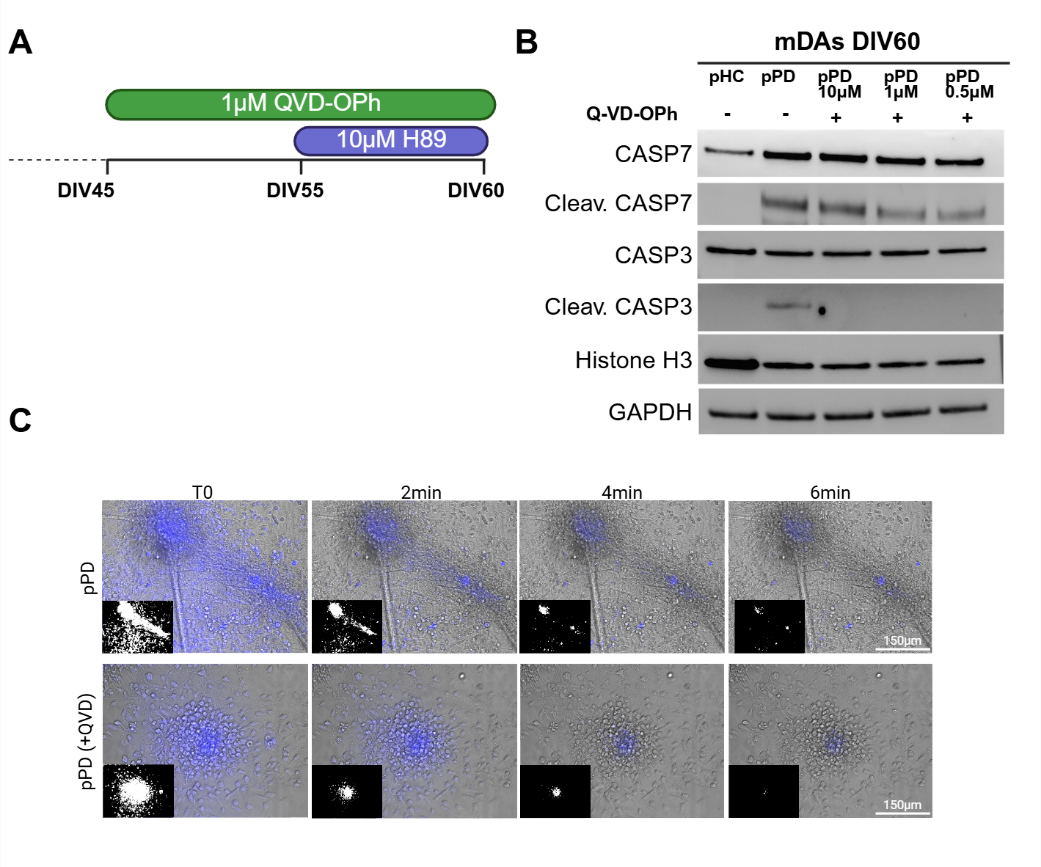 A
1µM QVD-OPh
10µM H89
DIV45
DIV55
DIV60
B
mDAs DIV60
pHC
pPD
pPD
10µM
pPD
1µM
pPD
0.5µM
Q-VD-OPh
-
-
+
+
+
CASP7
Cleav. CASP7
CASP3
Cleav. CASP3
Histone H3
GAPDH
C
T0
2min
4min
6min
pPD
150µm
pPD (+QVD)
150µm